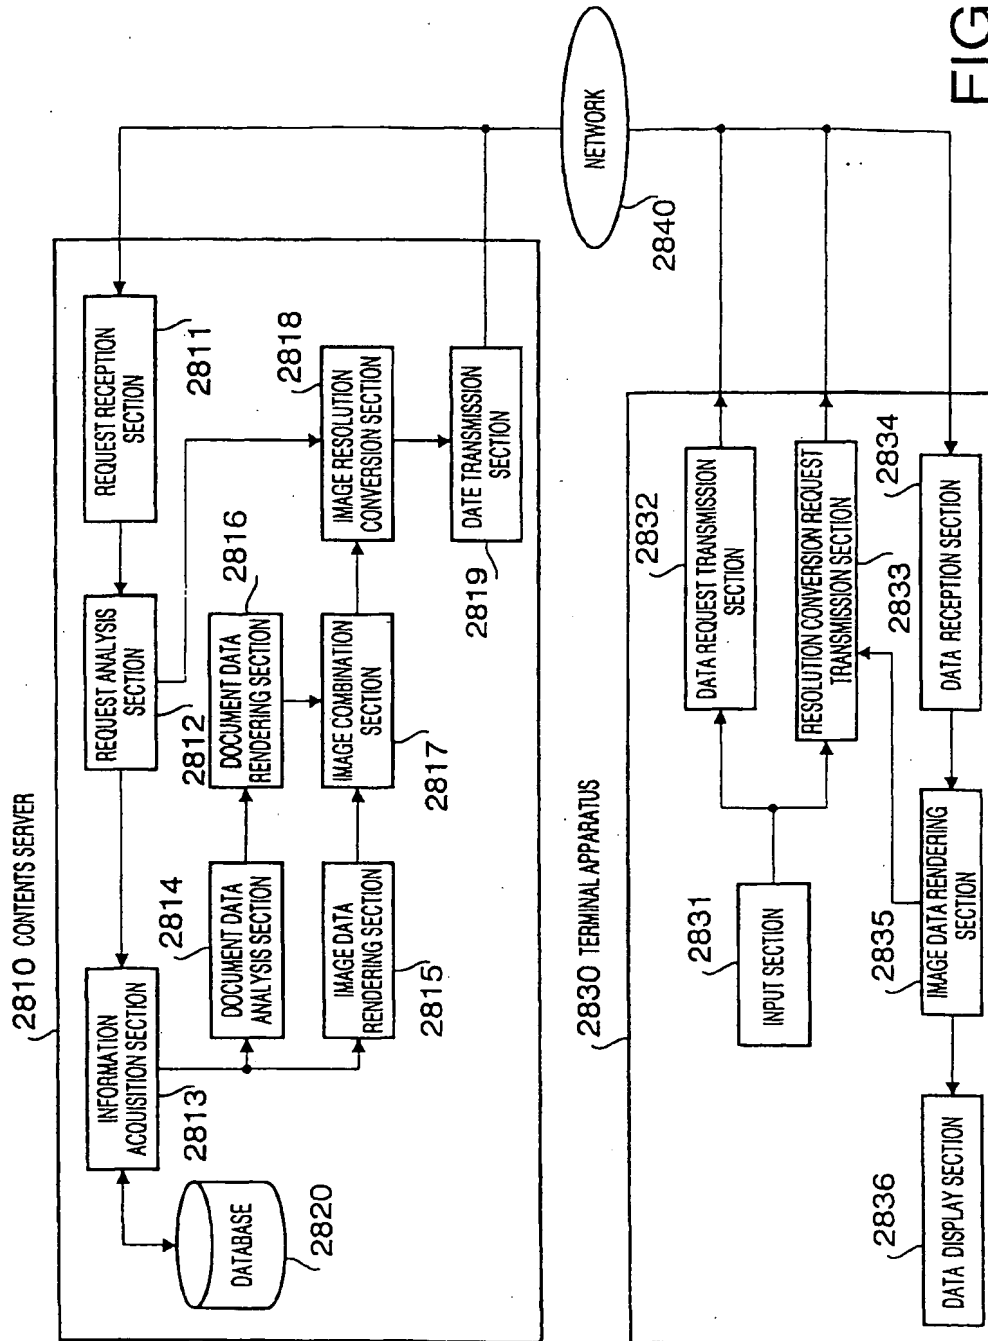 2810 CONTENTS SERVER
REQUEST RECEPTION
SECTION
2811
REQUEST ANALYSIS
SECTION
2812
INFORMATION
ACQUISITION SECTION
2813
DATABASE
2820
DOCUMENT DATA
ANALYSIS SECTION
2814
IMAGE DATA
RENDERING SECTION
2815
DOCUMENT DATA
RENDERING SECTION
2816
IMAGE COMBINATION
SECTION
2817
IMAGE RESOLUTION
CONVERSION SECTION
2818
DATE TRANSMISSION
SECTION
2819
NETWORK
2840
2830 TERMINAL APPARATUS
INPUT SECTION
2831
DATA REQUEST TRANSMISSION
SECTION
2832
RESOLUTION CONVERSION REQUEST
TRANSMISSION SECTION
2833
DATA RECEPTION SECTION
2834
IMAGE DATA RENDERING
SECTION
2835
DATA DISPLAY SECTION
2836
FIG